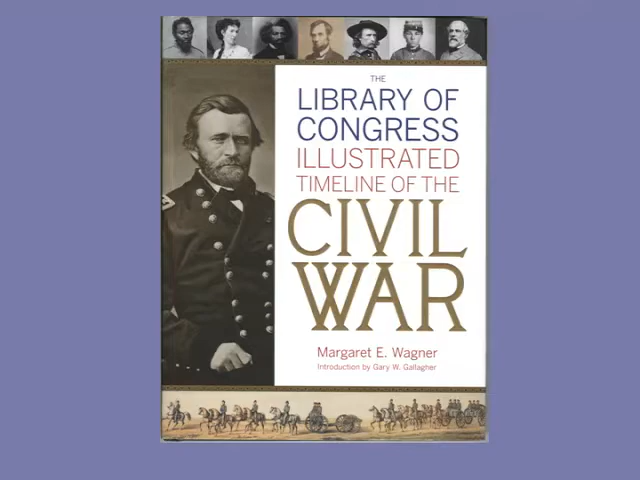 THE
LIBRARY OF
CONGRESS
ILLUSTRATED
TIMELINE OF THE
CIVIL
WAR
Margaret E. Wagner
Introduction by Gary W. Gallagher